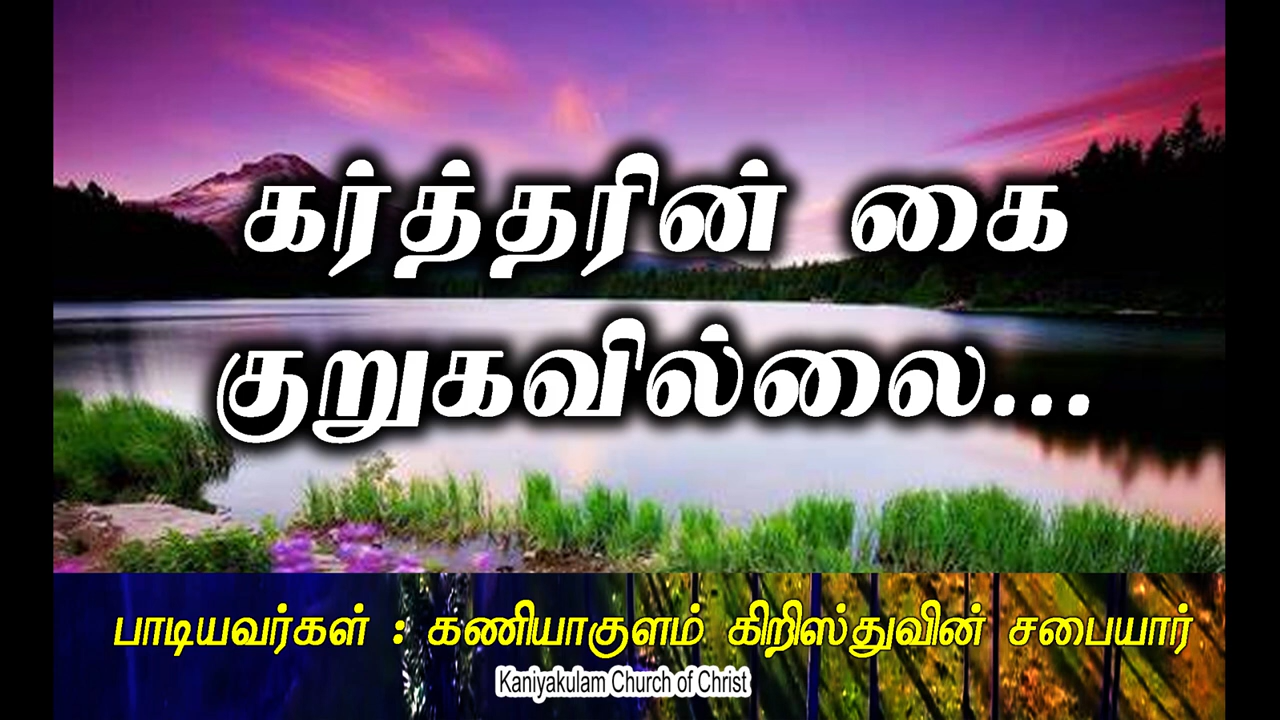 கர்த்தரின் கை
குறுகவில்லை...
பாடியவர்கள் : கணியாகுளம் கிறிஸ்துவின் சபையார்
Kaniyakulam Church of Christ